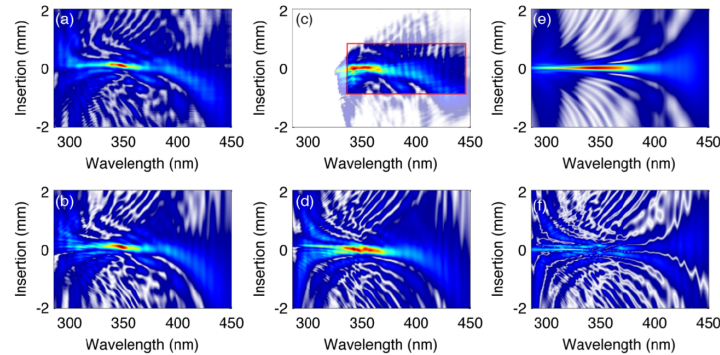 2 (a)
Insertion (mm)
0
-2
300 350 400 450
Wavelength (nm)
2 (c)
Insertion (mm)
0
-2
300 350 400 450
Wavelength (nm)
2 (e)
Insertion (mm)
0
-2
300 350 400 450
Wavelength (nm)
2 (b)
Insertion (mm)
0
-2
300 350 400 450
Wavelength (nm)
2 (d)
Insertion (mm)
0
-2
300 350 400 450
Wavelength (nm)
2 (f)
Insertion (mm)
0
-2
300 350 400 450
Wavelength (nm)